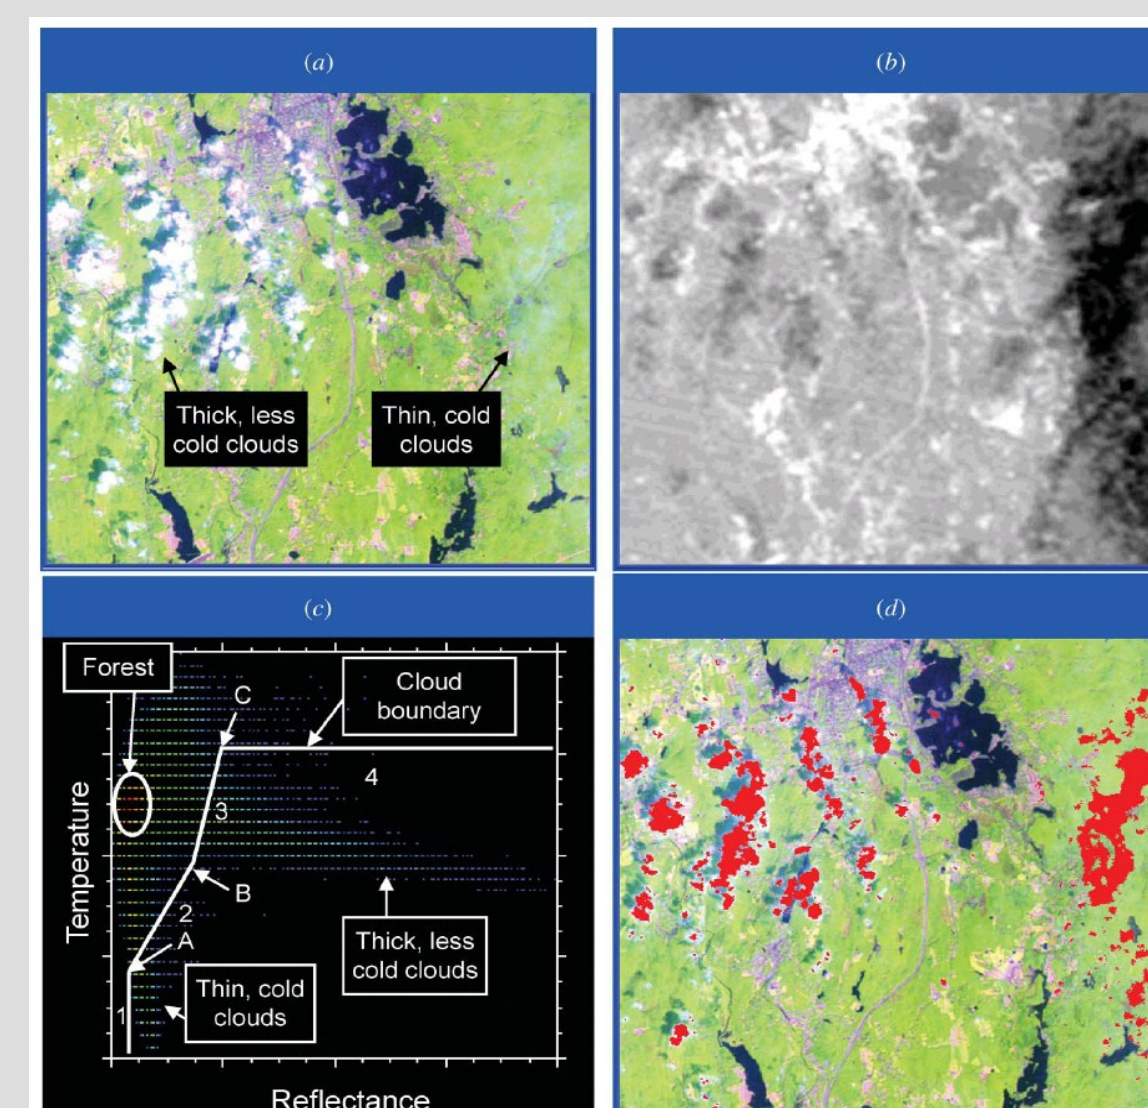 (a)
(b)
Thick, less
cold clouds
Thin, cold
clouds
(c)
(d)
Forest
C
Cloud
boundary
4
3
B
2
A
Thick, less
cold clouds
Thin, cold
clouds
1
Temperature
Reflectance